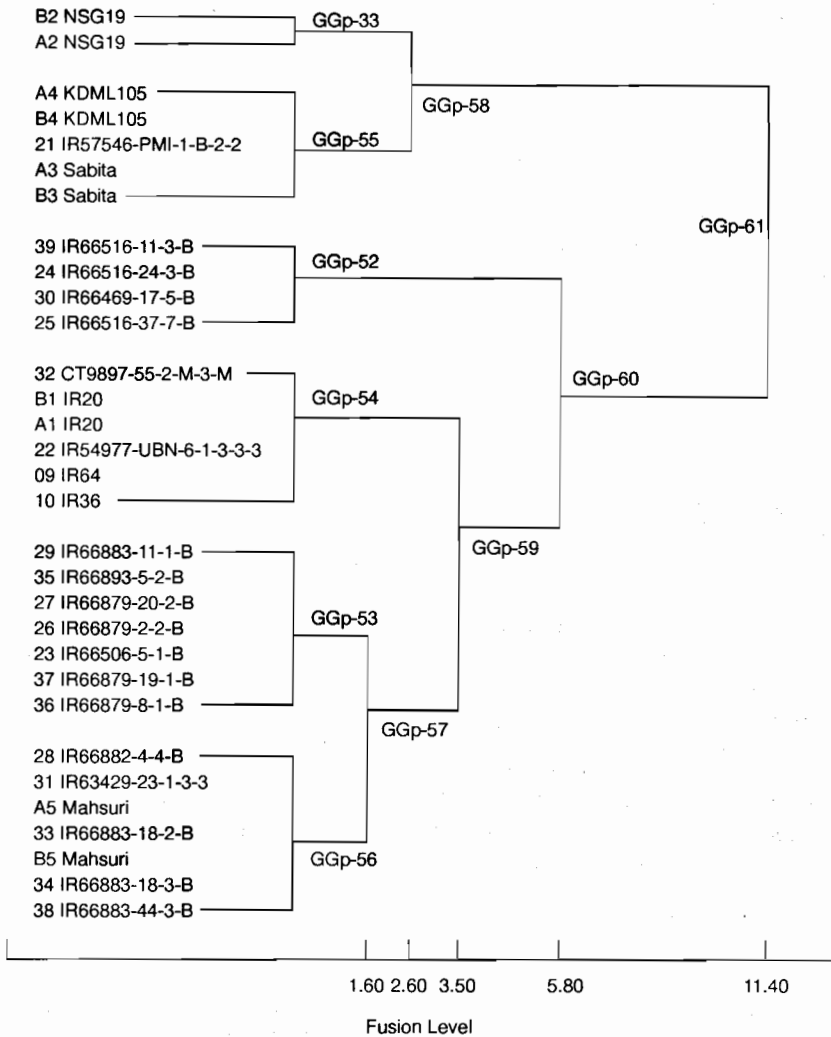 B2 NSG19
A2 NSG19
GGp-33
A4 KDML105
B4 KDML105
21 IR57546-PMI-1-B-2-2
A3 Sabita
B3 Sabita
GGp-55
GGp-58
39 IR66516-11-3-B
24 IR66516-24-3-B
30 IR66469-17-5-B
25 IR66516-37-7-B
GGp-52
GGp-61
32 CT9897-55-2-M-3-M
B1 IR20
A1 IR20
22 IR54977-UBN-6-1-3-3-3
09 IR64
10 IR36
GGp-54
GGp-60
GGp-59
29 IR66883-11-1-B
35 IR66893-5-2-B
27 IR66879-20-2-B
26 IR66879-2-2-B
23 IR66506-5-1-B
37 IR66879-19-1-B
36 IR66879-8-1-B
GGp-53
GGp-57
28 IR66882-4-4-B
31 IR63429-23-1-3-3
A5 Mahsuri
33 IR66883-18-2-B
B5 Mahsuri
34 IR66883-18-3-B
38 IR66883-44-3-B
GGp-56
1.60 2.60 3.50 5.80 11.40
Fusion Level